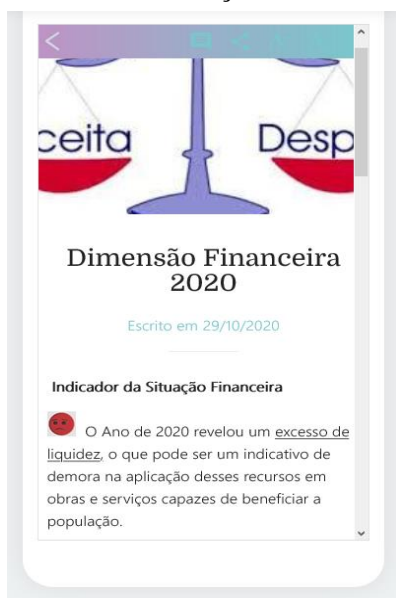 ceita Desp
Dimensão Financeira
2020
Escrito em 29/10/2020
Indicador da Situação Financeira
O Ano de 2020 revelou um excesso de
liquidez, o que pode ser um indicativo de
demora na aplicação desses recursos em
obras e serviços capazes de beneficiar a
população.